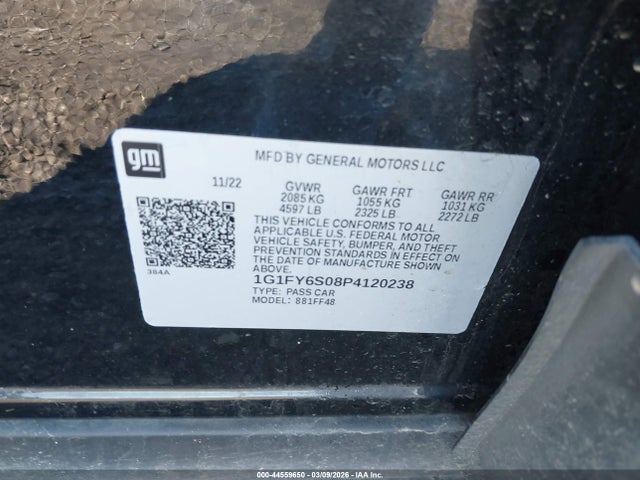 gm
MFD BY GENERAL MOTORS LLC
11/22 GVWR GAWR FRT GAWR RR
2085 KG 1055 KG 1031 KG
4597 LB 2325 LB 2272 LB
THIS VEHICLE CONFORMS TO ALL
APPLICABLE U.S. FEDERAL MOTOR
VEHICLE SAFETY, BUMPER, AND THEFT
PREVENTION STANDARDS IN EFFECT ON
THE DATE OF MANUFACTURE SHOWN
ABOVE.
384A
1G1FY6S08P4120238
TYPE: PASS CAR
MODEL: 881FF48
000-44559650 | 03/09/2026 - Copyright IAA, LLC